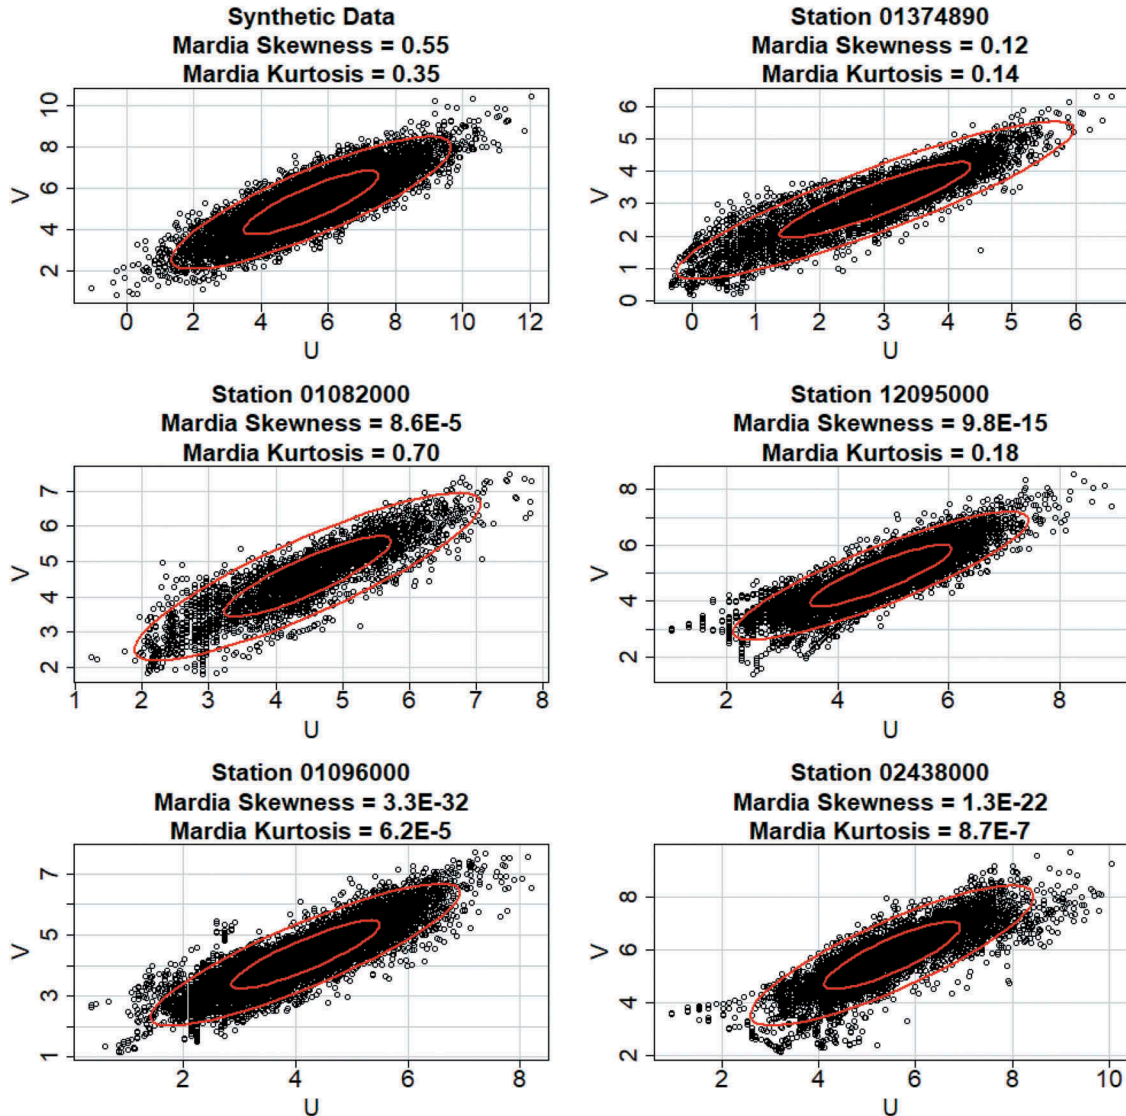 Synthetic Data
Mardia Skewness = 0.55
Mardia Kurtosis = 0.35
V
10
8
6
4
2
0 2 4 6 8 10 12
U
Station 01374890
Mardia Skewness = 0.12
Mardia Kurtosis = 0.14
V
6
5
4
3
2
1
0
0 1 2 3 4 5 6
U
Station 01082000
Mardia Skewness = 8.6E-5
Mardia Kurtosis = 0.70
V
7
6
5
4
3
2
1 2 3 4 5 6 7 8
U
Station 12095000
Mardia Skewness = 9.8E-15
Mardia Kurtosis = 0.18
V
8
6
4
2
2 4 6 8
U
Station 01096000
Mardia Skewness = 3.3E-32
Mardia Kurtosis = 6.2E-5
V
7
5
3
1
2 4 6 8
U
Station 02438000
Mardia Skewness = 1.3E-22
Mardia Kurtosis = 8.7E-7
V
8
6
4
2
2 4 6 8 10
U